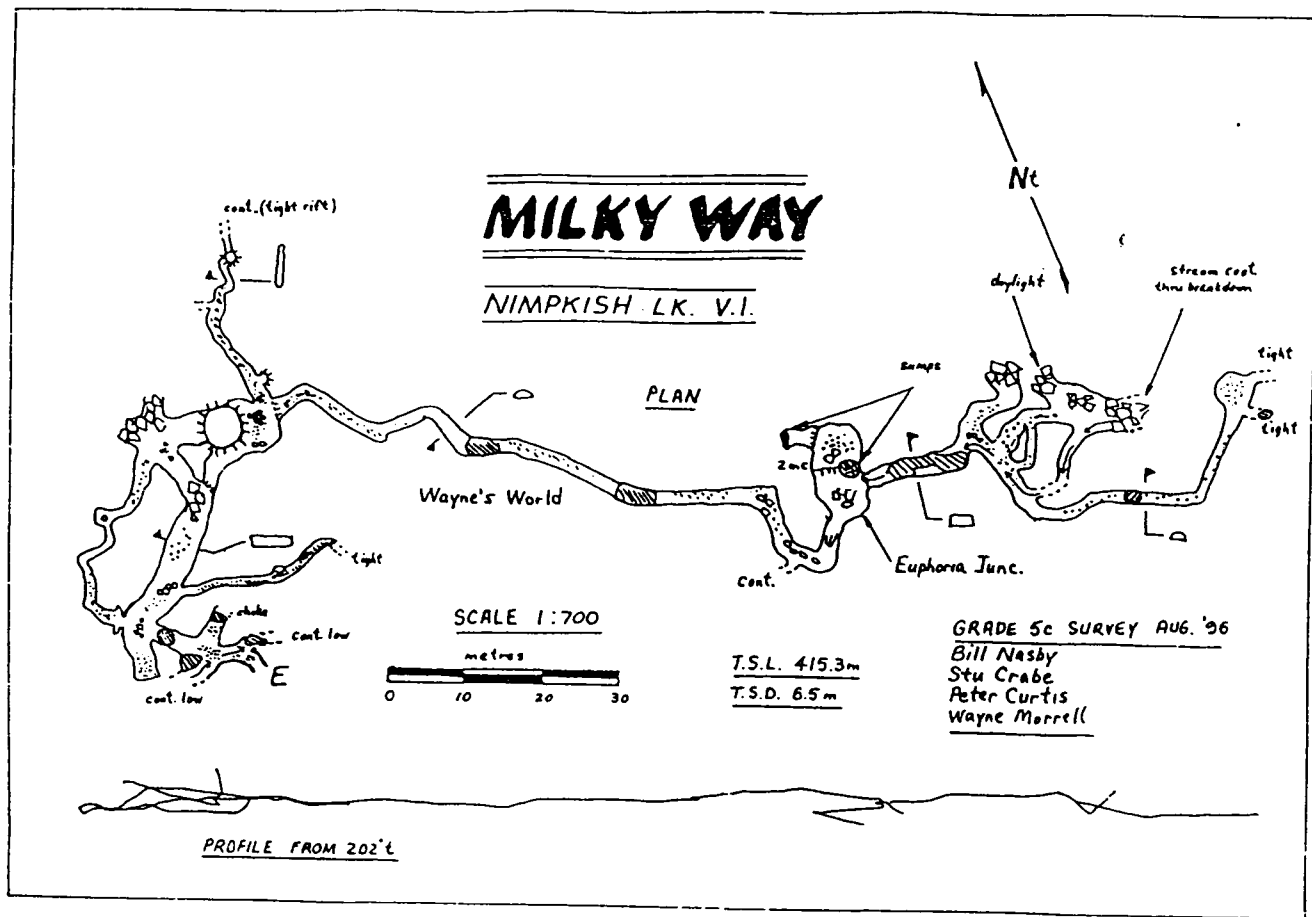 MILKY WAY
NIMPKISH LK. V.I.
Nt
cont. (tight rift)
daylight
stream cont.
thru breakdown
sumps
tight
tight
PLAN
2m
Wayne's World
Euphoria Junc.
cont.
tight
choke
cont. low
E
cont. low
SCALE 1:700
metres
0 10 20 30
T.S.L. 415.3m
T.S.D. 6.5m
GRADE 5c SURVEY AUG. '96
Bill Nasby
Stu Crabe
Peter Curtis
Wayne Morrell
PROFILE FROM 202°t